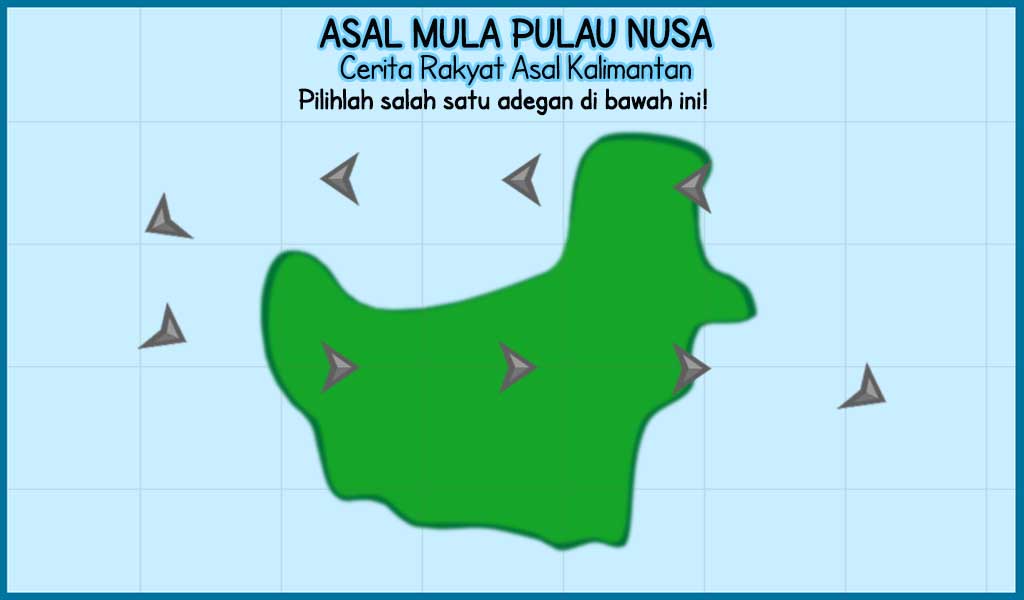 ASAL MULA PULAU NUSA
Cerita Rakyat Asal Kalimantan
Pilihlah salah satu adegan di bawah ini!